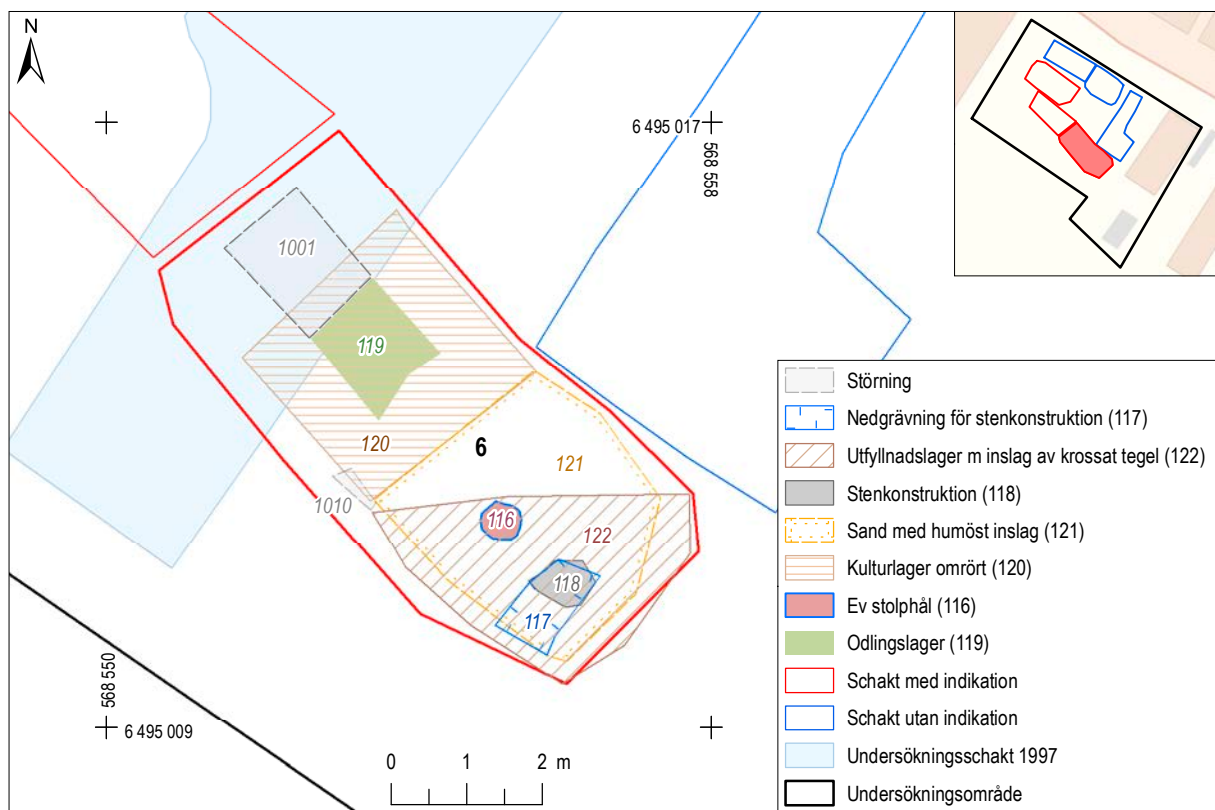 N
6 495 017
568 558
1001
119
120
6
121
1010
116
122
118
117
568 550
6 495 009
0 1 2 m
Störning
Nedgrävning för stenkonstruktion (117)
Utfyllnadslager m inslag av krossat tegel (122)
Stenkonstruktion (118)
Sand med humöst inslag (121)
Kulturlager omrört (120)
Ev stolphål (116)
Odlingslager (119)
Schakt med indikation
Schakt utan indikation
Undersökningsschakt 1997
Undersökningsområde